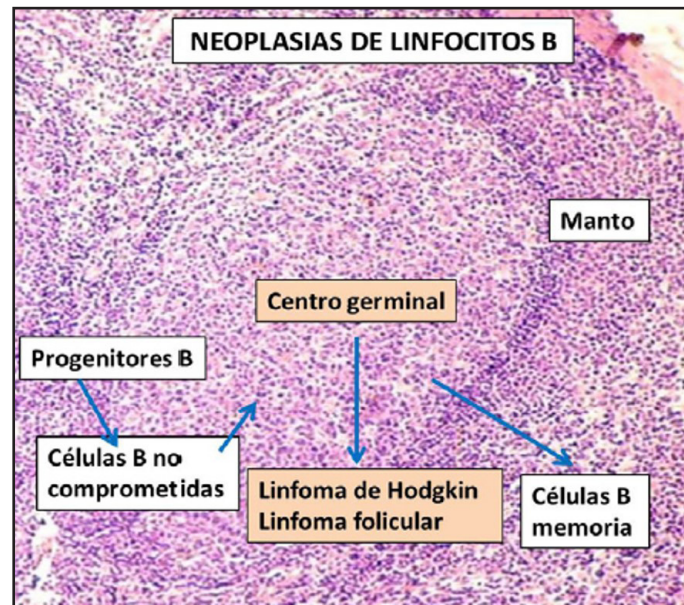 NEOPLASIAS DE LINFOCITOS B
Manto
Centro germinal
Progenitores B
Células B no
comprometidas
Linfoma de Hodgkin
Linfoma folicular
Células B
memoria